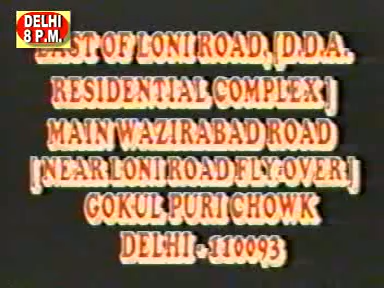 DELHI
8 P.M.
EAST OF LONI ROAD, [D.D.A.
RESIDENTIAL COMPLEX]
MAIN WAZIRABAD ROAD
[NEAR LONI ROAD FLY-OVER]
GOKUL PURI CHOWK
DELHI - 110093